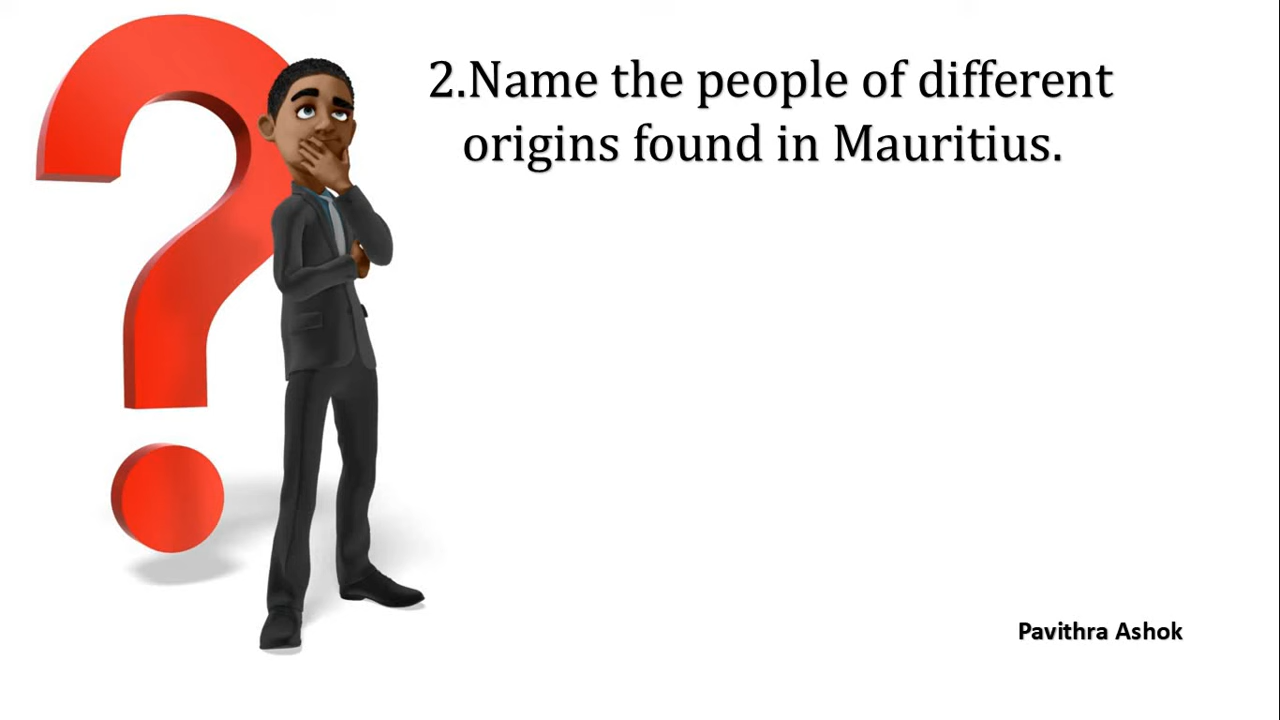 2.Name the people of different
origins found in Mauritius.
Pavithra Ashok